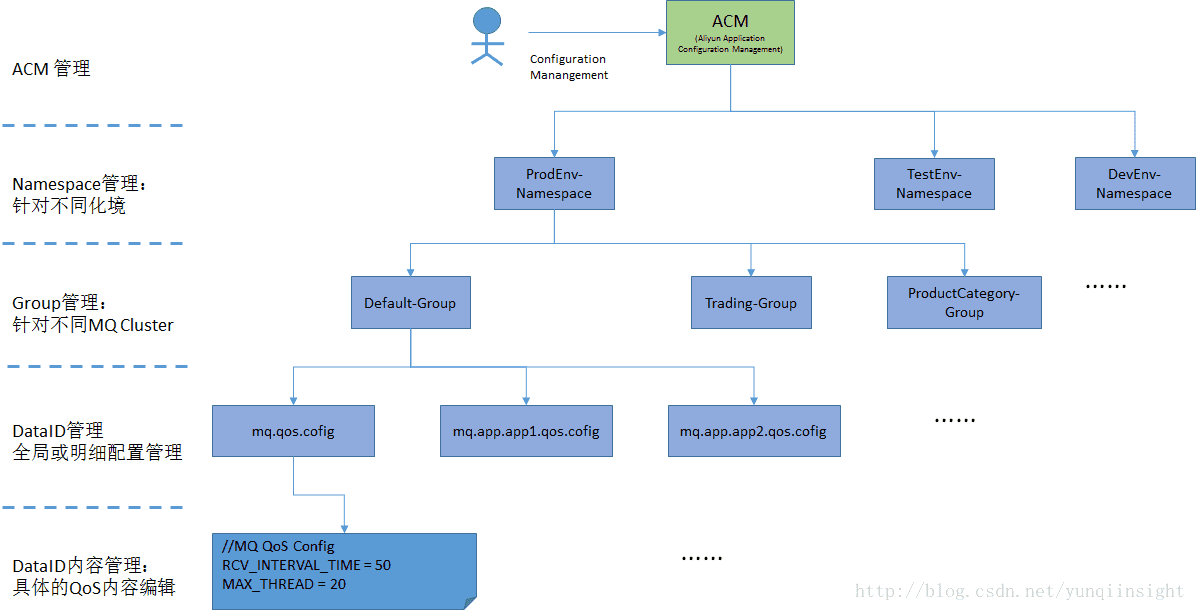 ACM
(Aliyun Application
Configuration Management)
Configuration
Manangement
ACM 管理
Namespace管理：
针对不同化境
ProdEnv-
Namespace
TestEnv-
Namespace
DevEnv-
Namespace
Group管理：
针对不同MQ Cluster
Default-Group
Trading-Group
ProductCategory-
Group
……
DataID管理
全局或明细配置管理
mq.qos.cofig
mq.app.app1.qos.cofig
mq.app.app2.qos.cofig
……
DataID内容管理：
具体的QoS内容编辑
//MQ QoS Config
RCV_INTERVAL_TIME = 50
MAX_THREAD = 20
……
http://blog.csdn.net/yunqiinsight